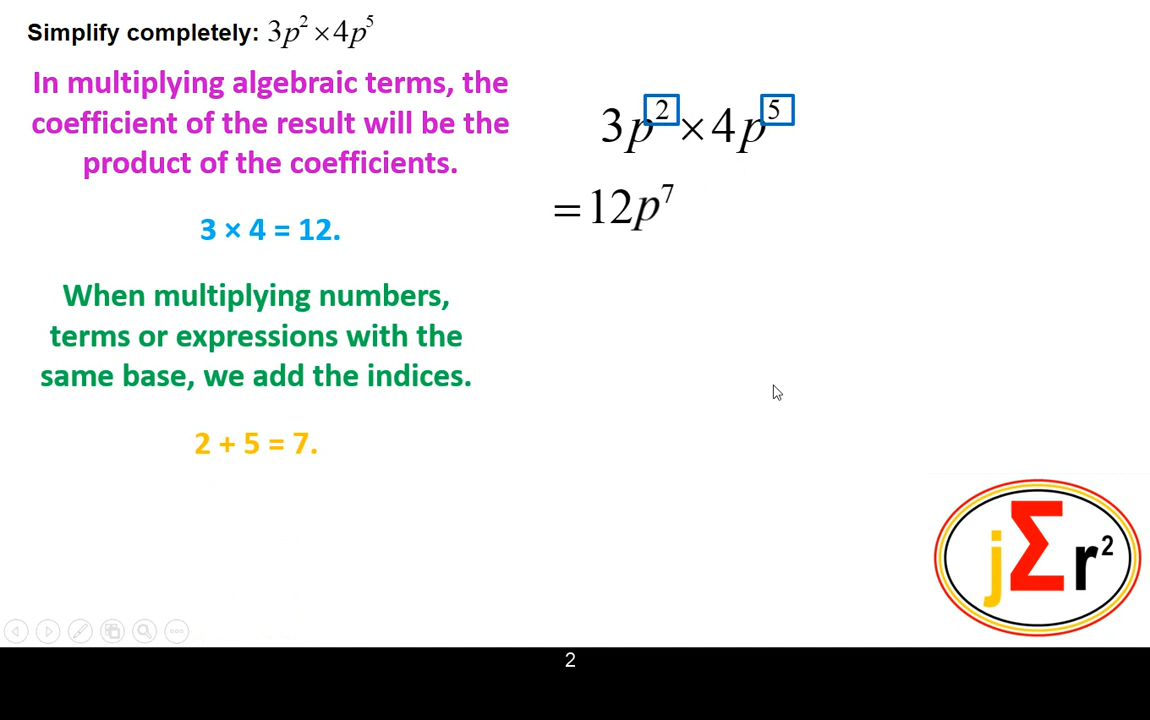 Simplify completely: 3p² × 4p⁵
In multiplying algebraic terms, the
coefficient of the result will be the
product of the coefficients.
3 × 4 = 12.
When multiplying numbers,
terms or expressions with the
same base, we add the indices.
2 + 5 = 7.
3p² × 4p⁵
= 12p⁷
jΣr²
2